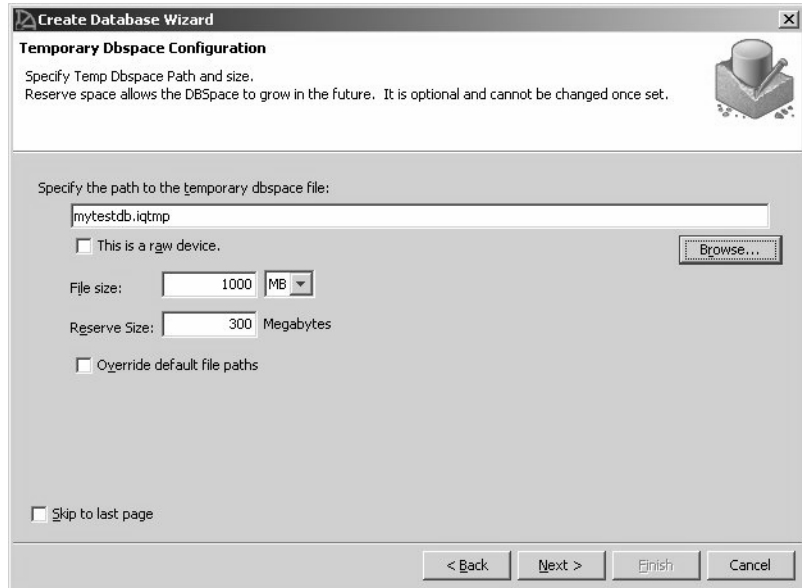 Create Database Wizard
Temporary Dbspace Configuration
Specify Temp Dbspace Path and size.
Reserve space allows the DBSpace to grow in the future. It is optional and cannot be changed once set.
Specify the path to the temporary dbspace file:
mytestdb.iqtmp
This is a raw device.
Browse...
File size: 1000 MB
Reserve Size: 300 Megabytes
Override default file paths
Skip to last page
< Back Next > Finish Cancel